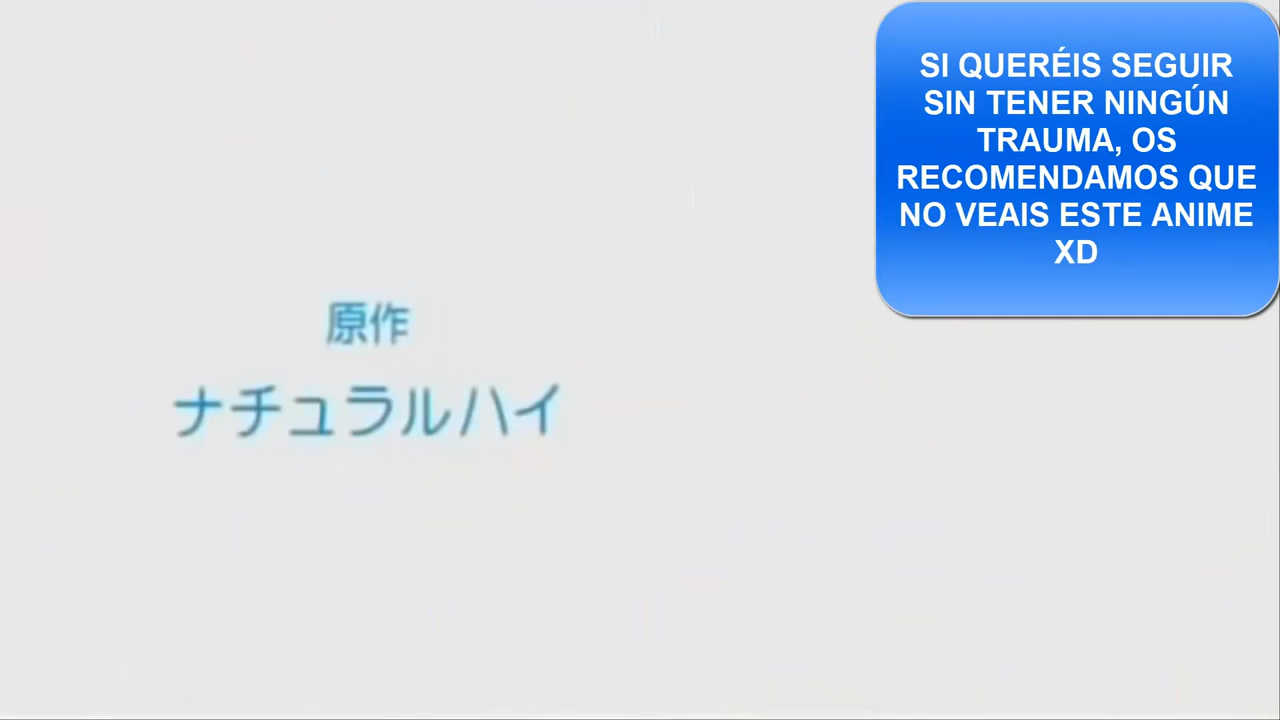 SI QUERÉIS SEGUIR
SIN TENER NINGÚN
TRAUMA, OS
RECOMENDAMOS QUE
NO VEAIS ESTE ANIME
XD
原作
ナチュラルハイ